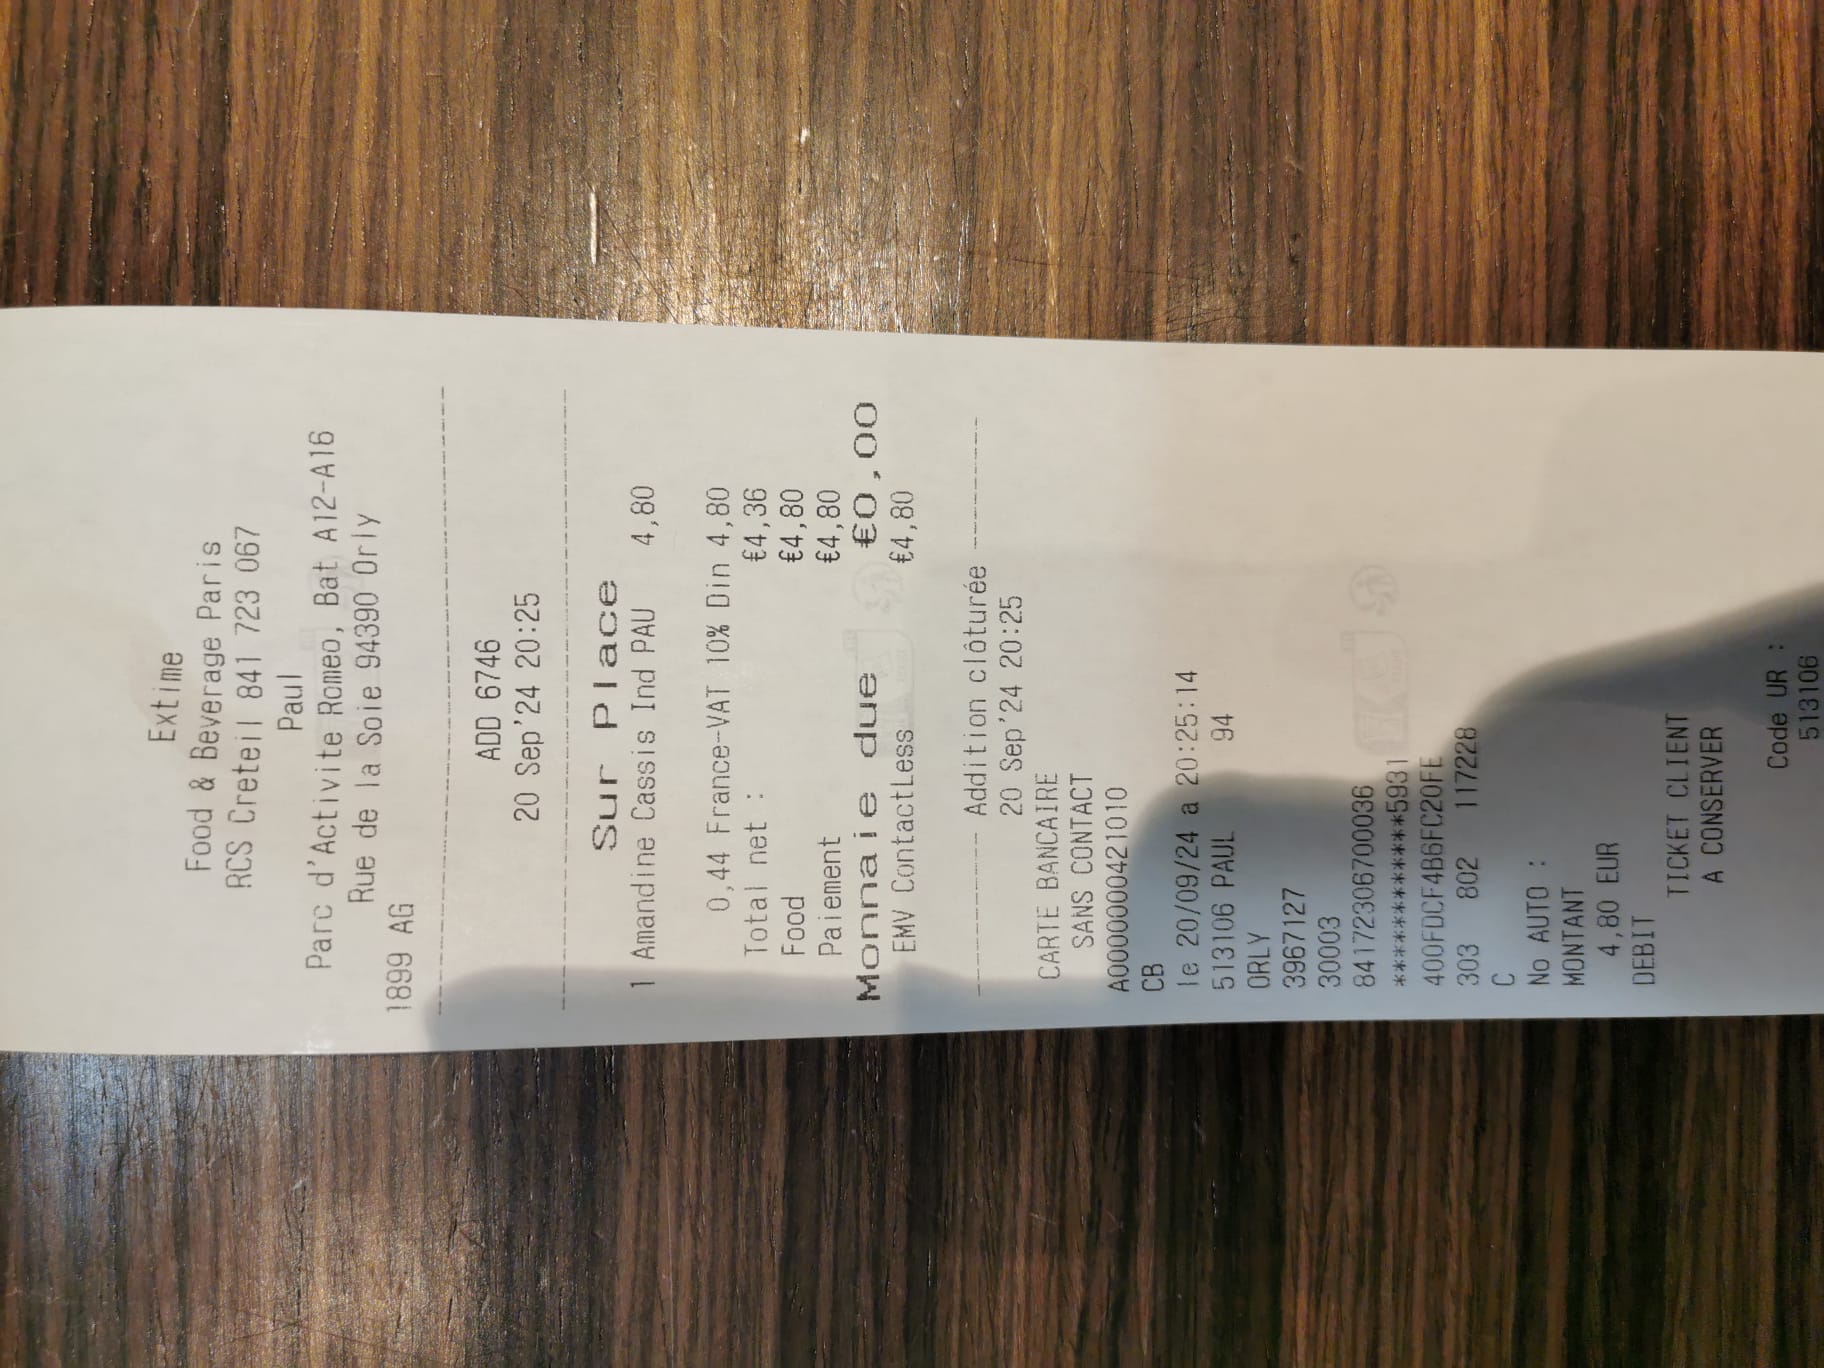 Extime
Food & Beverage Paris
RCS Creteil 841 723 067
Paul
Parc d'Activite Romeo, Bat A12-A16
Rue de la Soie 94390 Orly
1899 AG
ADD 6746
20 Sep'24 20:25
Sur Place
1 Amandine Cassis Ind PAU 4,80
0,44 France-VAT 10% Din 4,80
Total net : €4,36
Food €4,80
Paiement €4,80
Monnaie due €0,00
EMV ContactLess €4,80
Addition clôturée
20 Sep'24 20:25
CARTE BANCAIRE
SANS CONTACT
A0000000421010
CB
le 20/09/24 a 20:25:14
513106 PAUL 94
ORLY
39671127
30003
84172306700036
************5931
400FDCF4B6FC20FE
303 802 117228
C
No AUTO :
MONTANT
4,80 EUR
DEBIT
TICKET CLIENT
A CONSERVER
Code UR :
513106